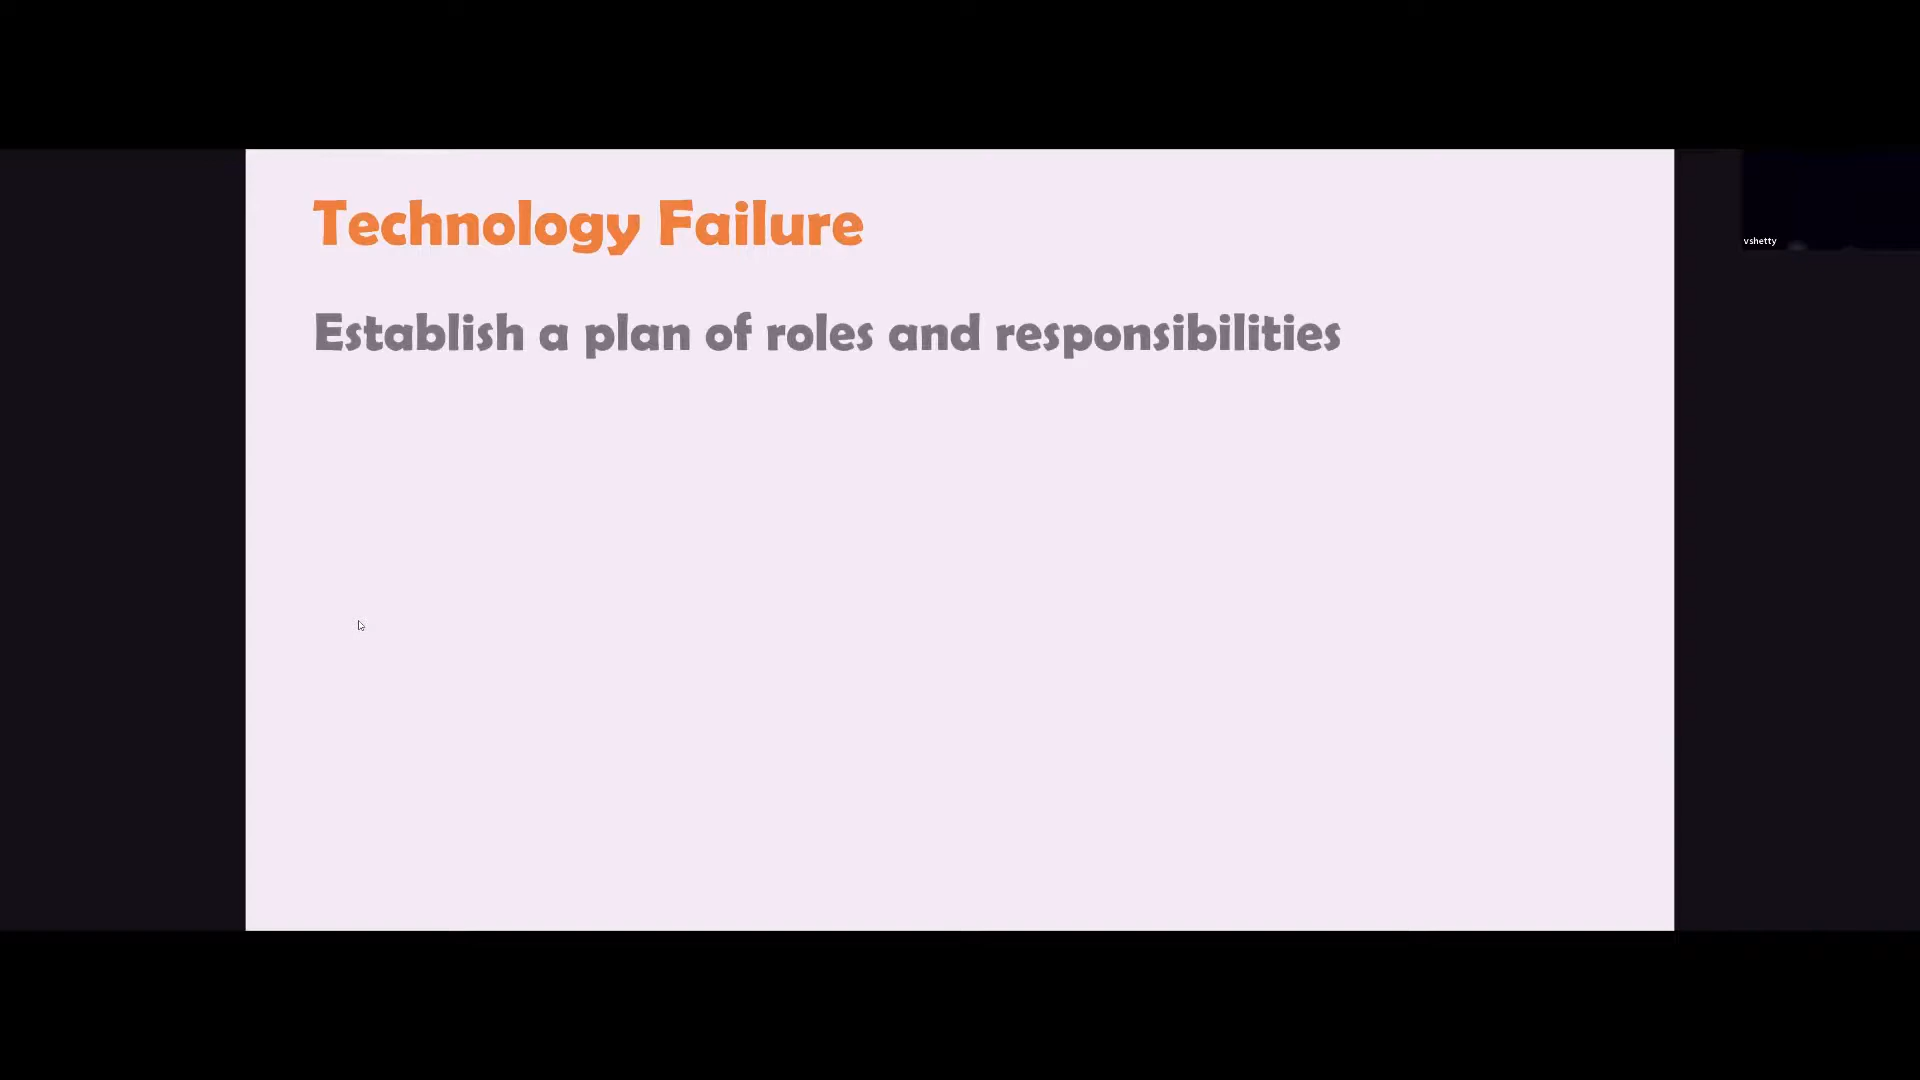 Technology Failure
vshetty
Establish a plan of roles and responsibilities